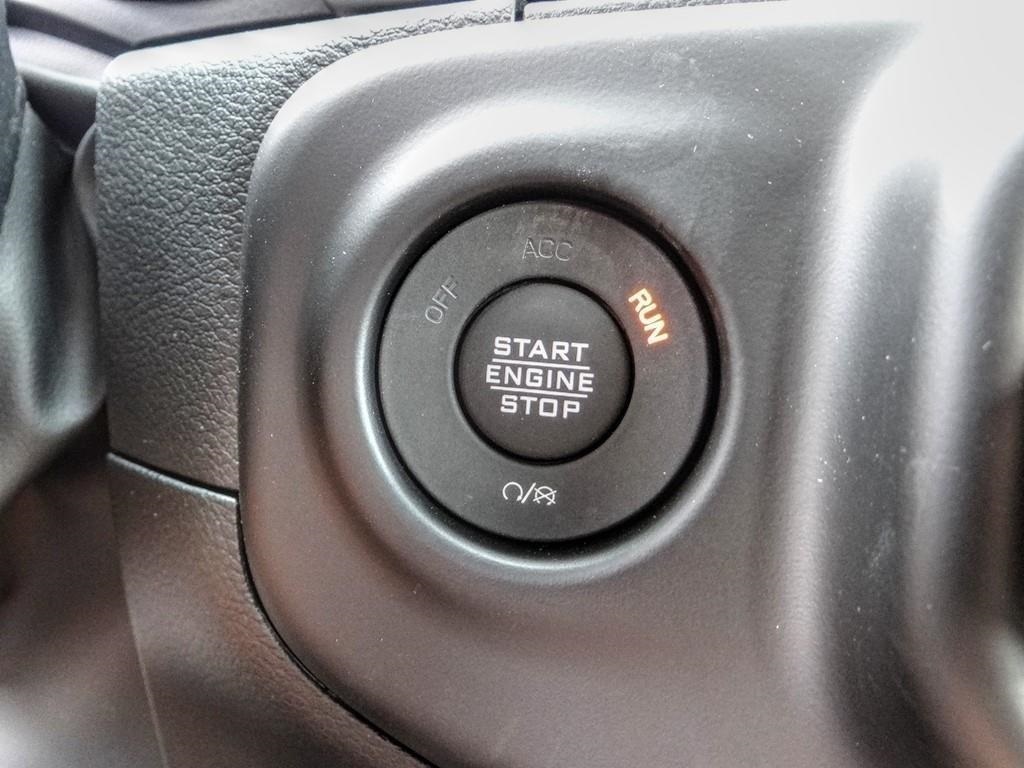 ACC
OFF
RUN
START
ENGINE
STOP